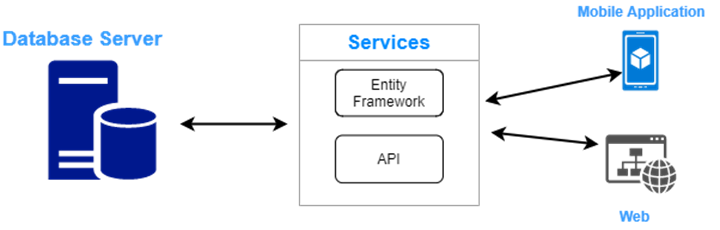 Mobile Application
Database Server
Services
Entity
Framework
API
Web